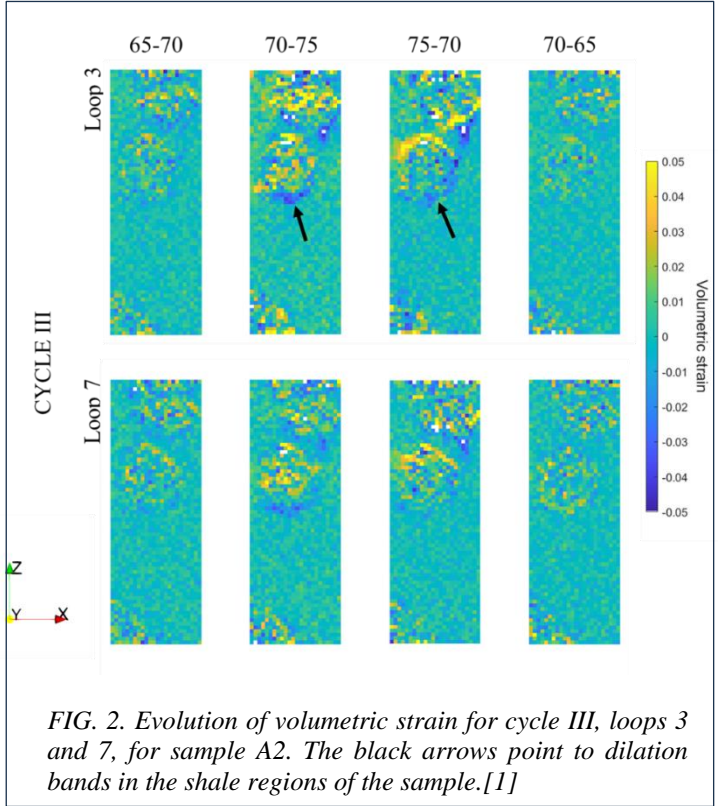 65-70 70-75 75-70 70-65
Loop 3
CYCLE III
Loop 7
0.05
0.04
0.03
0.02
0.01
0
-0.01
-0.02
-0.03
-0.04
-0.05
Volumetric strain
Z
Y X
FIG. 2. Evolution of volumetric strain for cycle III, loops 3
and 7, for sample A2. The black arrows point to dilation
bands in the shale regions of the sample.[1]